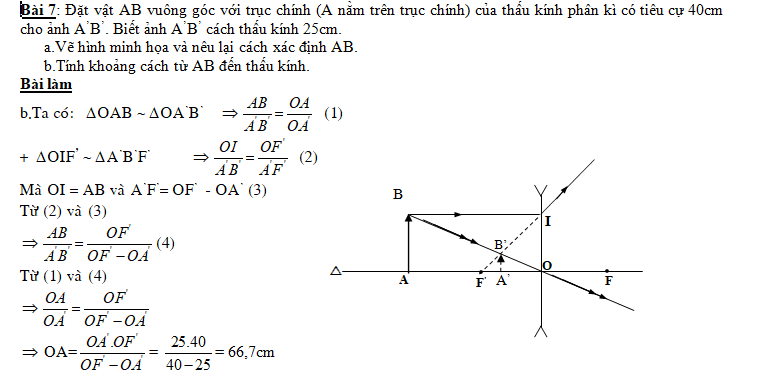 Bài 7: Đặt vật AB vuông góc với trục chính (A nằm trên trục chính) của thấu kính phân kì có tiêu cự 40cm
cho ảnh A'B'. Biết ảnh A'B' cách thấu kính 25cm.
a.Vẽ hình minh họa và nêu lại cách xác định AB.
b.Tính khoảng cách từ AB đến thấu kính.
Bài làm
b.Ta có: ΔOAB ~ ΔOA'B' ⇒ AB/A'B' = OA/OA' (1)
+ ΔOIF' ~ ΔA'B'F' ⇒ OI/A'B' = OF'/A'F' (2)
Mà OI = AB và A'F' = OF' - OA' (3)
Từ (2) và (3)
⇒ AB/A'B' = OF'/(OF' - OA') (4)
Từ (1) và (4)
⇒ OA/OA' = OF'/(OF' - OA')
⇒ OA= OA'.OF'/(OF' - OA') = 25.40/(40-25) = 66,7cm
B
I
B'
O
Δ
A
F'
A'
F